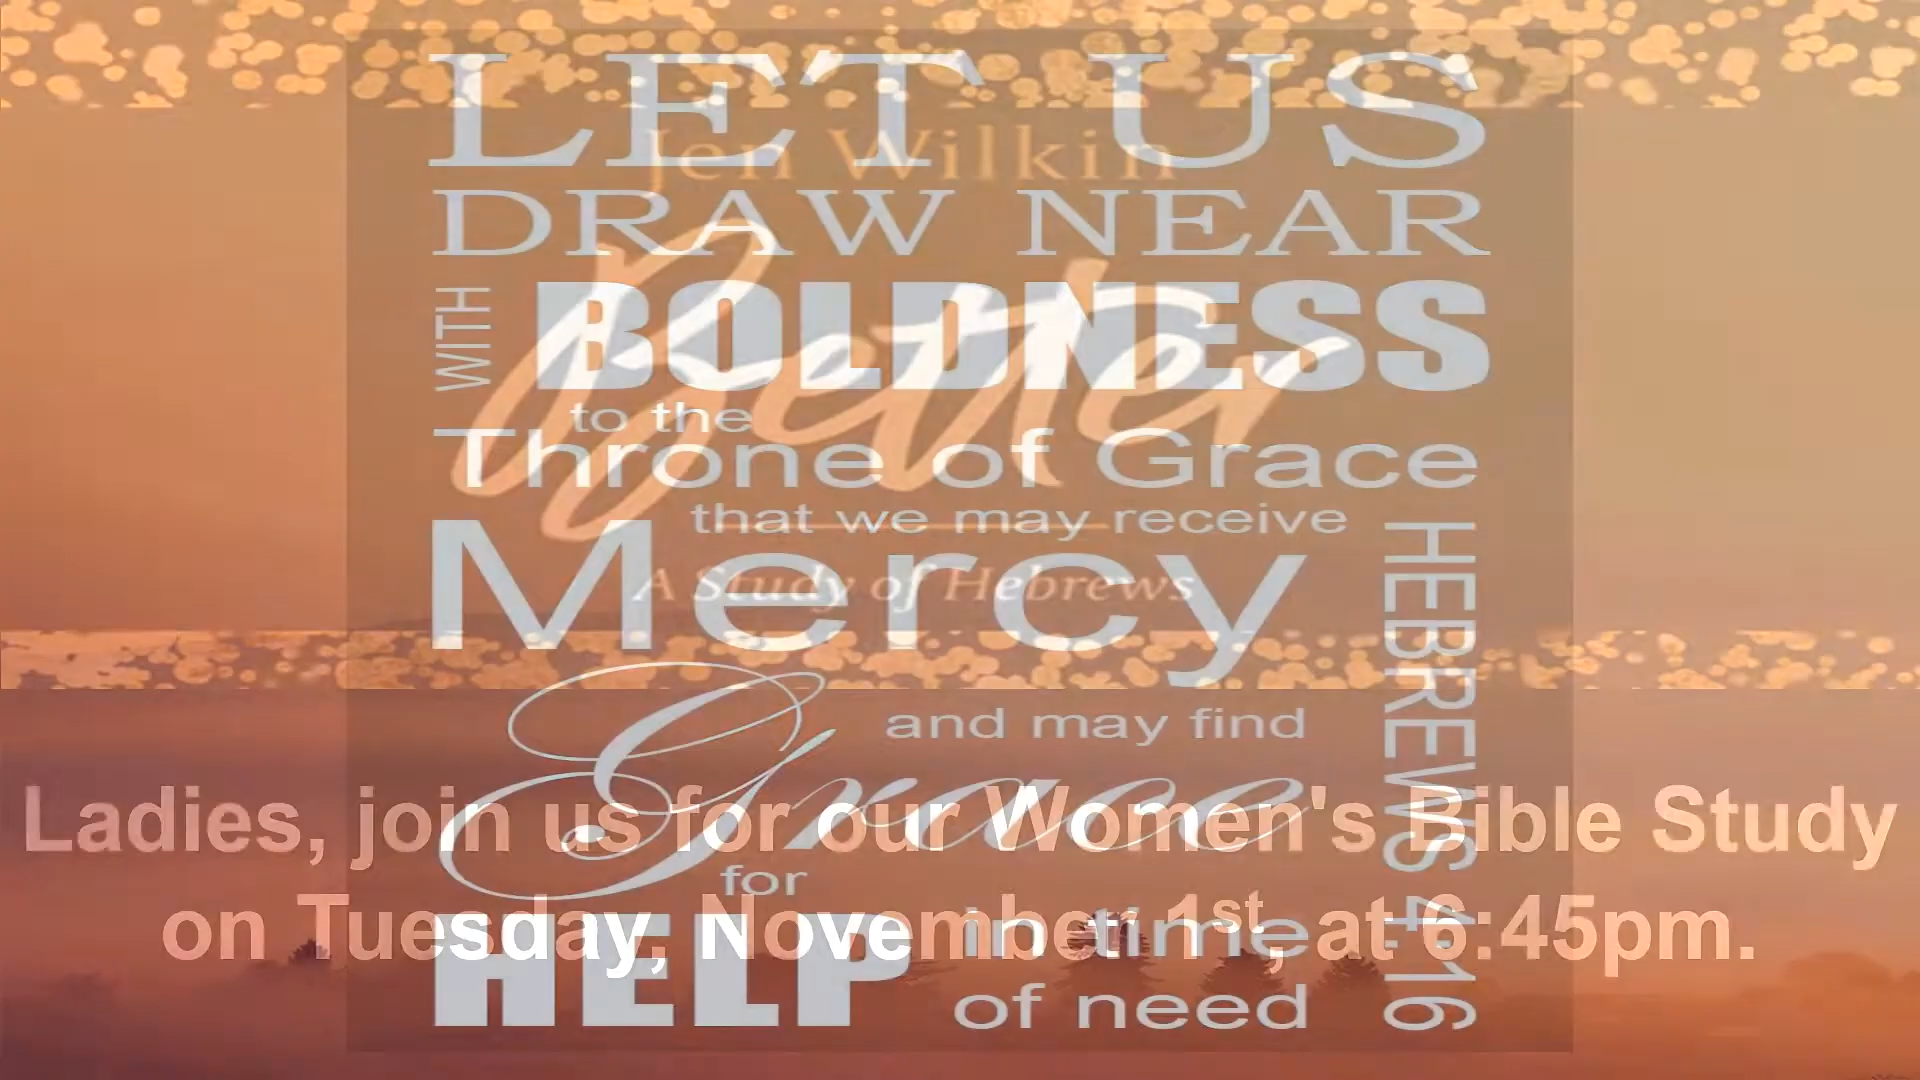 LET US
DRAW NEAR
WITH BOLDNESS
to the
Throne of Grace
that we may receive
Mercy
and may find
Grace
for
HELP in time
of need
HEBREWS 4:16
Jen Wilkin
Better
A Study of Hebrews
Ladies, join us for our Women's Bible Study
on Tuesday, November 1st, at 6:45pm.